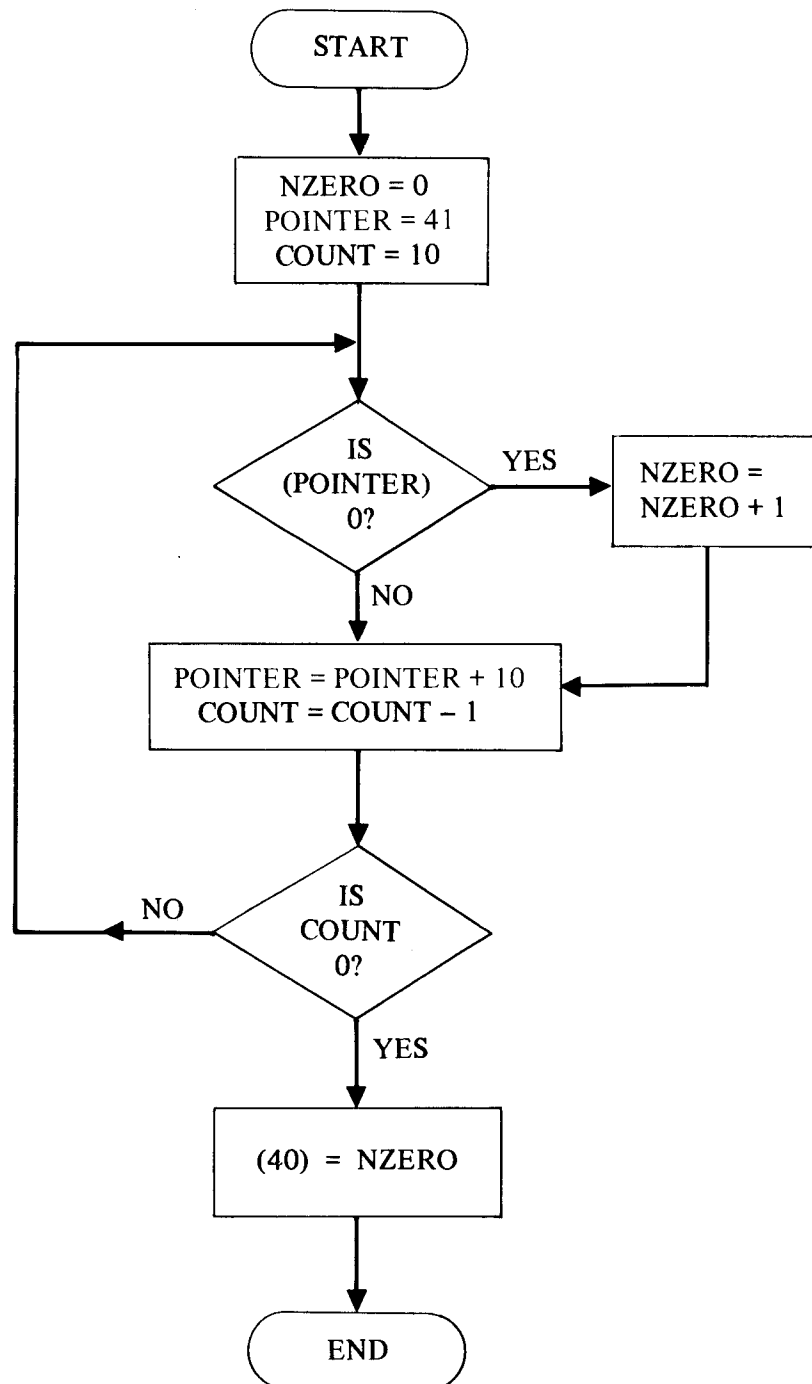 START
NZERO = 0
POINTER = 41
COUNT = 10
IS
(POINTER)
0?
YES
NZERO =
NZERO + 1
NO
POINTER = POINTER + 10
COUNT = COUNT – 1
IS
COUNT
0?
NO
YES
(40) = NZERO
END